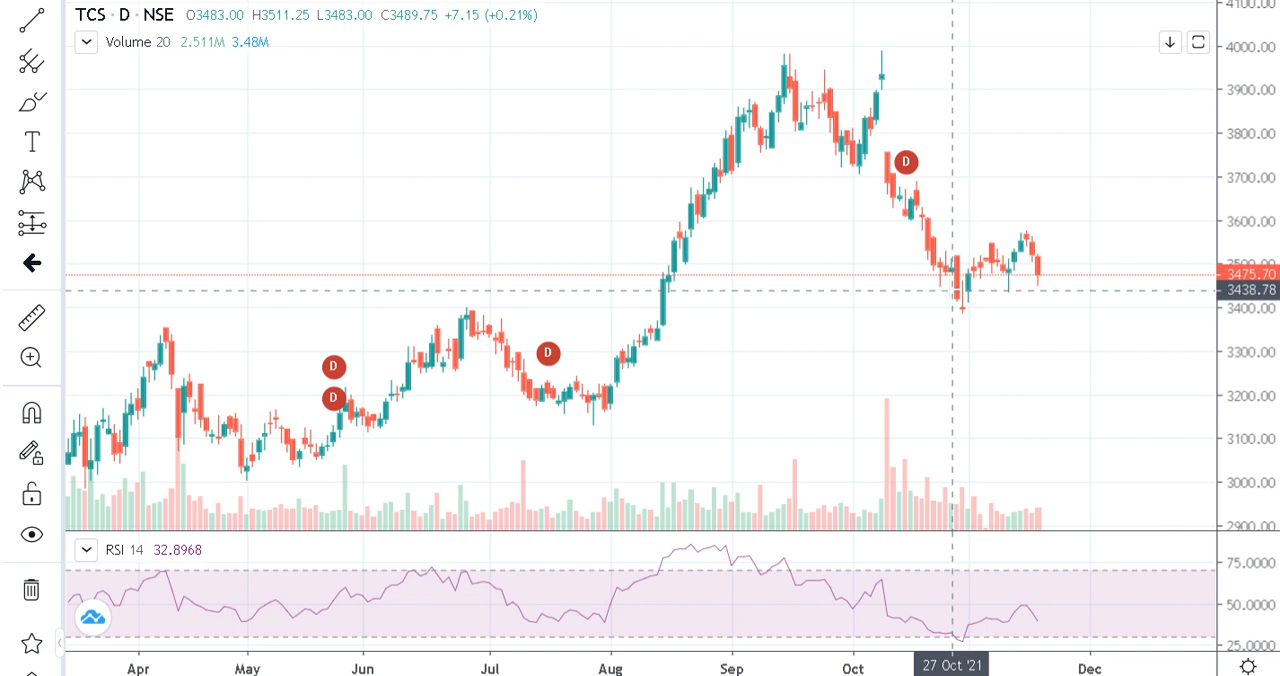 TCS · D · NSE O3483.00 H3511.25 L3483.00 C3489.75 +7.15 (+0.21%)
Volume 20 2.511M 3.48M
4100.00
4000.00
3900.00
3800.00
3700.00
3600.00
3500.00
3475.70
3438.78
3400.00
3300.00
3200.00
3100.00
3000.00
2900.00
D
D
D
D
RSI 14 32.8968
75.0000
50.0000
25.0000
Apr May Jun Jul Aug Sep Oct 27 Oct '21 Dec
T